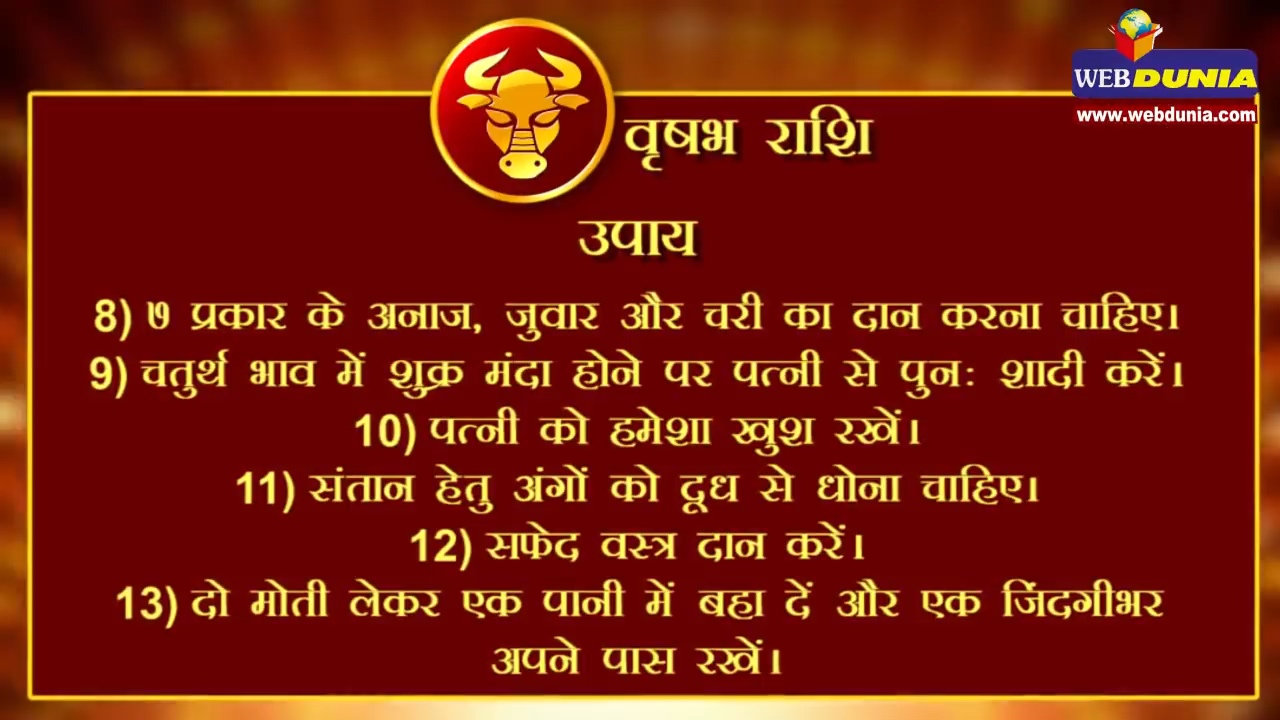 WEBDUNIA
www.webdunia.com
वृषभ राशि
उपाय
8) ७ प्रकार के अनाज, जुवार और चरी का दान करना चाहिए।
9) चतुर्थ भाव में शुक्र मंदा होने पर पत्नी से पुनः शादी करें।
10) पत्नी को हमेशा खुश रखें।
11) संतान हेतु अंगों को दूध से धोना चाहिए।
12) सफेद वस्त्र दान करें।
13) दो मोती लेकर एक पानी में बहा दें और एक जिंदगीभर
अपने पास रखें।